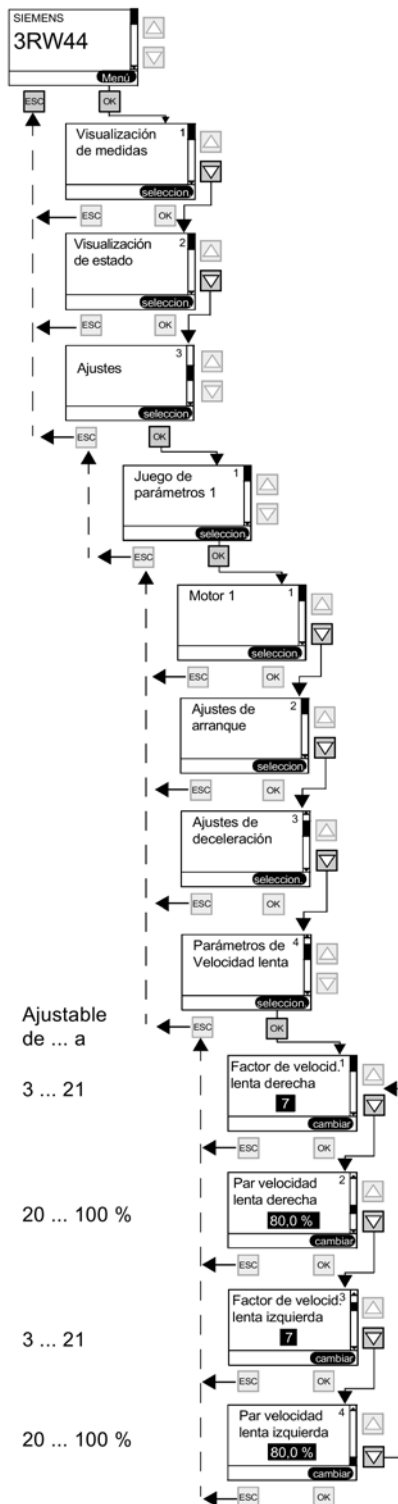 SIEMENS
3RW44
Menú
ESC
OK
Visualización
de medidas
1
seleccion.
ESC
OK
Visualización
de estado
2
seleccion.
ESC
OK
Ajustes
3
seleccion.
ESC
OK
Juego de
parámetros 1
1
seleccion.
ESC
OK
Motor 1
1
seleccion.
ESC
OK
Ajustes de
arranque
2
seleccion.
ESC
OK
Ajustes de
deceleración
3
seleccion.
ESC
OK
Parámetros de
Velocidad lenta
4
seleccion.
ESC
OK
Ajustable
de ... a
3 ... 21
Factor de velocid.
lenta derecha
1
7
cambiar
ESC
OK
20 ... 100 %
Par velocidad
lenta derecha
2
80,0 %
cambiar
ESC
OK
3 ... 21
Factor de velocid.
lenta izquierda
3
7
cambiar
ESC
OK
20 ... 100 %
Par velocidad
lenta izquierda
4
80,0 %
cambiar
ESC
OK